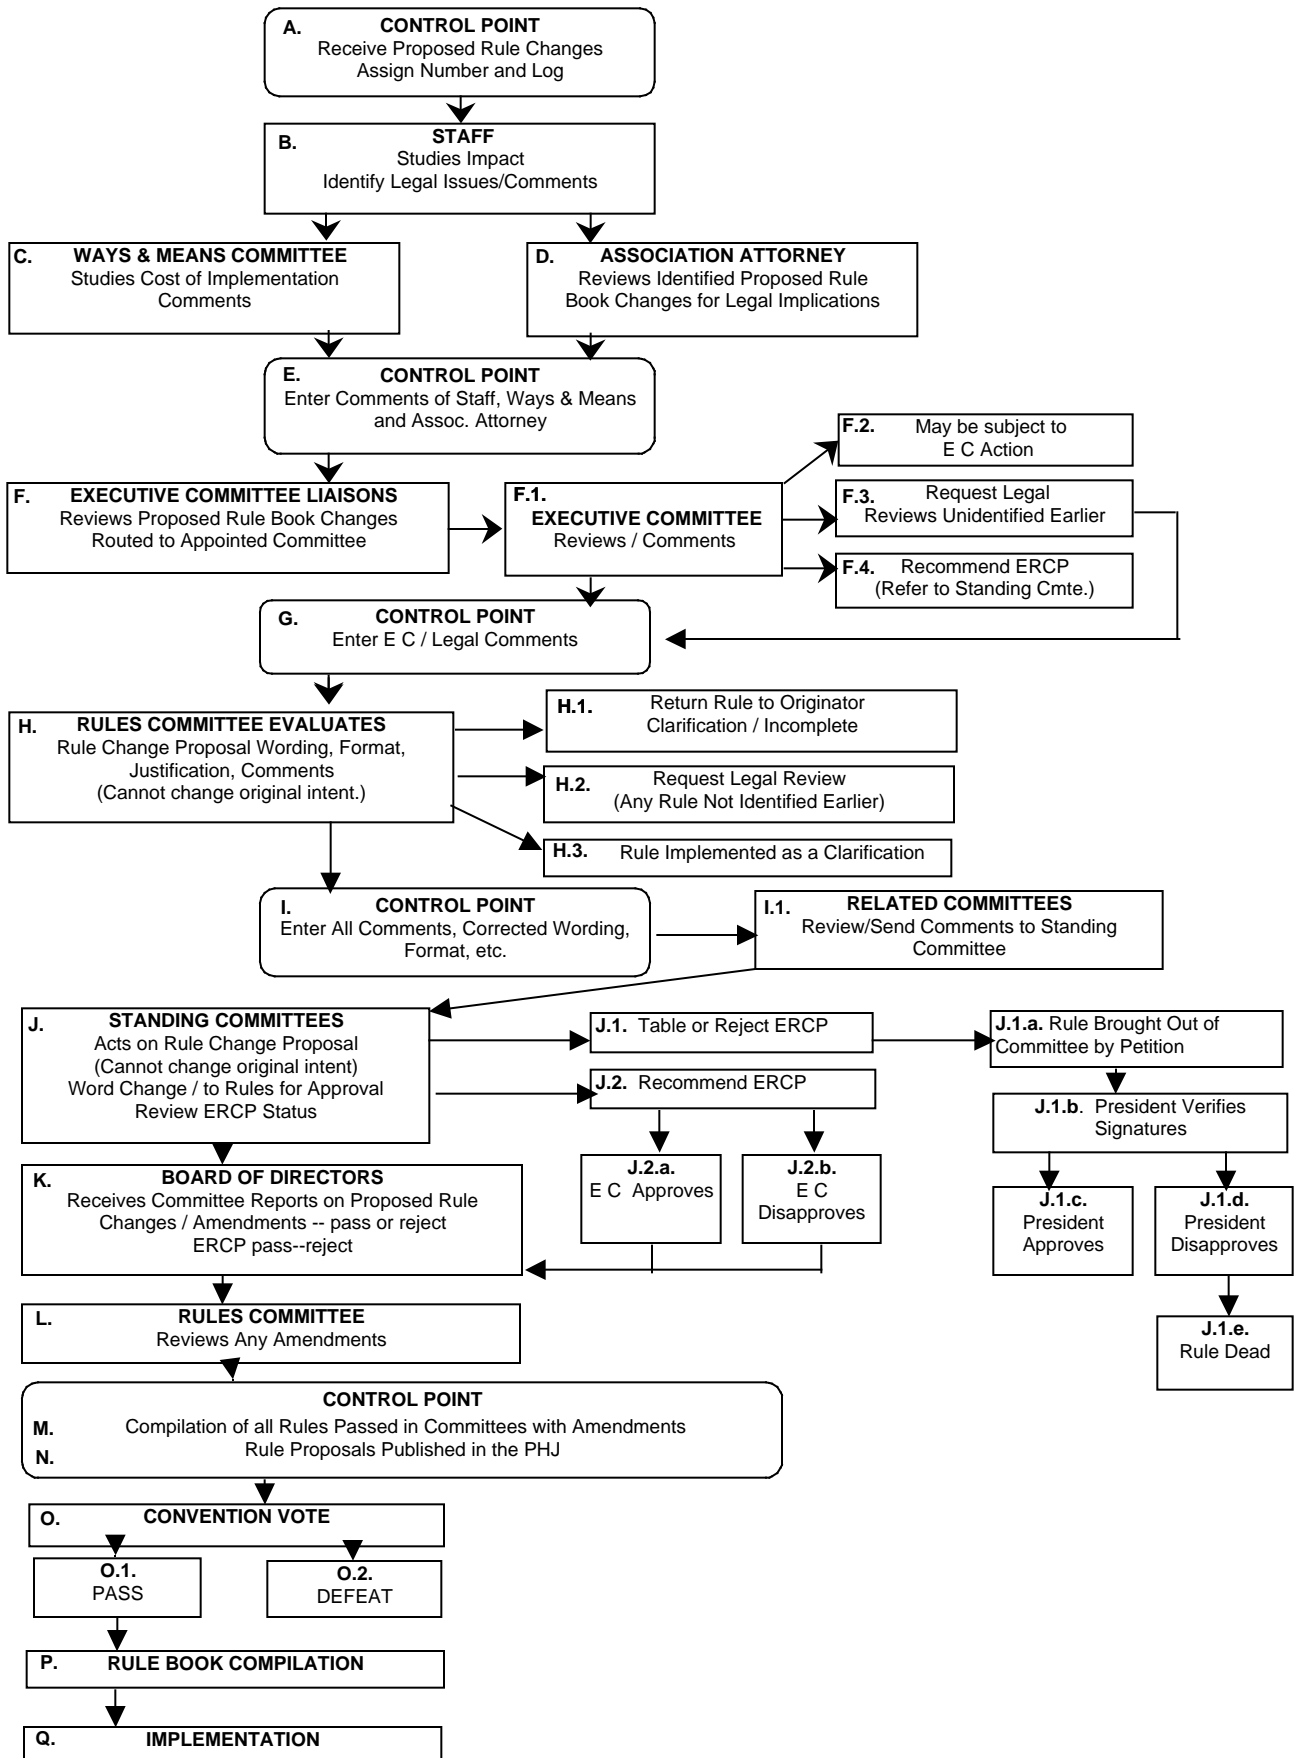 A. CONTROL POINT
Receive Proposed Rule Changes
Assign Number and Log
B. STAFF
Studies Impact
Identify Legal Issues/Comments
C. WAYS & MEANS COMMITTEE
Studies Cost of Implementation
Comments
D. ASSOCIATION ATTORNEY
Reviews Identified Proposed Rule
Book Changes for Legal Implications
E. CONTROL POINT
Enter Comments of Staff, Ways & Means
and Assoc. Attorney
F. EXECUTIVE COMMITTEE LIAISONS
Reviews Proposed Rule Book Changes
Routed to Appointed Committee
F.1.
EXECUTIVE COMMITTEE
Reviews / Comments
F.2. May be subject to
E C Action
F.3. Request Legal
Reviews Unidentified Earlier
F.4. Recommend ERCP
(Refer to Standing Cmte.)
G. CONTROL POINT
Enter E C / Legal Comments
H. RULES COMMITTEE EVALUATES
Rule Change Proposal Wording, Format,
Justification, Comments
(Cannot change original intent.)
H.1. Return Rule to Originator
Clarification / Incomplete
H.2. Request Legal Review
(Any Rule Not Identified Earlier)
H.3. Rule Implemented as a Clarification
I. CONTROL POINT
Enter All Comments, Corrected Wording,
Format, etc.
I.1. RELATED COMMITTEES
Review/Send Comments to Standing
Committee
J. STANDING COMMITTEES
Acts on Rule Change Proposal
(Cannot change original intent)
Word Change / to Rules for Approval
Review ERCP Status
J.1. Table or Reject ERCP
J.1.a. Rule Brought Out of
Committee by Petition
J.2. Recommend ERCP
J.1.b. President Verifies
Signatures
J.2.a.
E C Approves
J.2.b.
E C
Disapproves
J.1.c.
President
Approves
J.1.d.
President
Disapproves
J.1.e.
Rule Dead
K. BOARD OF DIRECTORS
Receives Committee Reports on Proposed Rule
Changes / Amendments -- pass or reject
ERCP pass--reject
L. RULES COMMITTEE
Reviews Any Amendments
CONTROL POINT
M. Compilation of all Rules Passed in Committees with Amendments
N. Rule Proposals Published in the PHJ
O. CONVENTION VOTE
O.1.
PASS
O.2.
DEFEAT
P. RULE BOOK COMPILATION
Q. IMPLEMENTATION